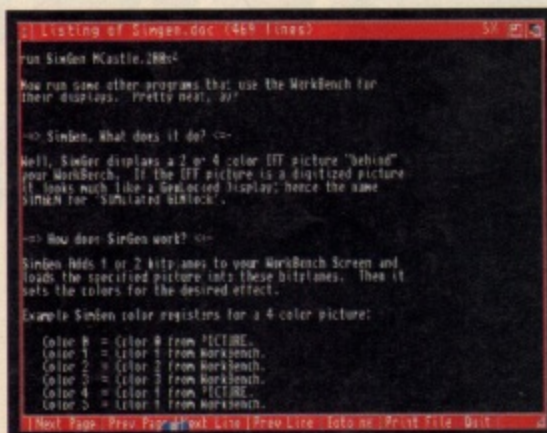 Listing of Simgen.doc (469 lines) 5%
run SimGen MCastle.2@@x4
Now run some other programs that use the WorkBench for
their displays. Pretty neat, ay?
-=> SimGen, What does it do? <=-
Well, SimGen displays a 2 or 4 color IFF picture "behind"
your WorkBench. If the IFF picture is a digitized picture
it looks much like a GenLocked Display; hence the name
SIMGEN for 'SIMulated GENlock'.
-=> How does SimGen work? <=-
SimGen Adds 1 or 2 bitplanes to your WorkBench Screen and
loads the specified picture into these bitplanes. Then it
sets the colors for the desired effect.
Example SimGen color registers for a 4 color picture:
Color 0 = Color 0 from PICTURE.
Color 1 = Color 1 from WorkBench.
Color 2 = Color 2 from WorkBench.
Color 3 = Color 3 from WorkBench.
Color 4 = Color 1 from PICTURE.
Color 5 = Color 1 from WorkBench.
Next Page | Prev Page | Next Line | Prev Line | Goto | Print File Quit